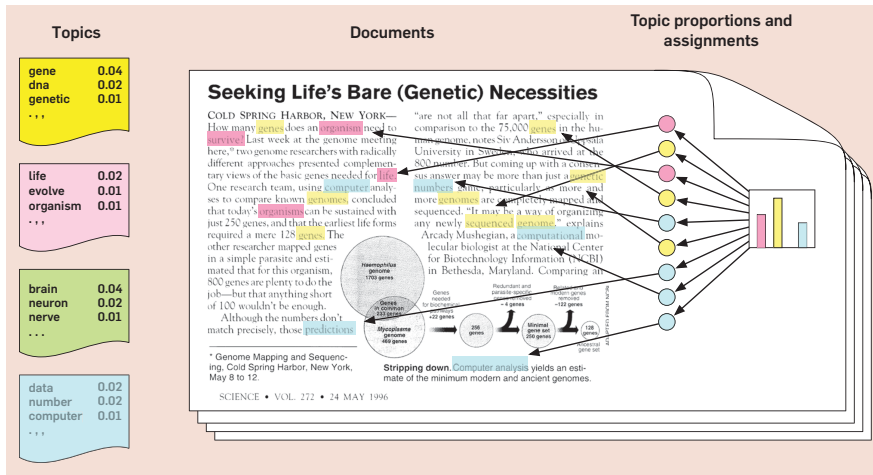 Topics
Documents
Topic proportions and
assignments
gene 0.04
dna 0.02
genetic 0.01
. , ,
life 0.02
evolve 0.01
organism 0.01
. , ,
brain 0.04
neuron 0.02
nerve 0.01
. . .
data 0.02
number 0.02
computer 0.01
. , ,
Seeking Life's Bare (Genetic) Necessities
COLD SPRING HARBOR, NEW YORK—
How many genes does an organism need to
survive? Last week at the genome meeting
here,* two genome researchers with radically
different approaches presented complemen-
tary views of the basic genes needed for life.
One research team, using computer analy-
ses to compare known genomes, concluded
that today's organisms can be sustained with
just 250 genes, and that the earliest life forms
required a mere 128 genes. The
other researcher mapped genes
in a simple parasite and esti-
mated that for this organism,
800 genes are plenty to do the
job—but that anything short
of 100 wouldn't be enough.
Although the numbers don't
match precisely, those predictions
* Genome Mapping and Sequenc-
ing, Cold Spring Harbor, New York,
May 8 to 12.
"are not all that far apart," especially in
comparison to the 75,000 genes in the hu-
man genome, notes Siv Andersson of Uppsala
University in Sweden, who arrived at the
800 number. But coming up with a consen-
sus answer may be more than just a genetic
numbers game, particularly as more and
more genomes are completely mapped and
sequenced. "It may be a way of organizing
any newly sequenced genome," explains
Arcady Mushegian, a computational mo-
lecular biologist at the National Center
for Biotechnology Information (NCBI)
in Bethesda, Maryland. Comparing an
Haemophilus
genome
1703 genes
Genes
in common
233 genes
Mycoplasma
genome
469 genes
Genes
needed
for biochemical
pathways
+22 genes
256
genes
Redundant and
parasite-specific
genes removed
– 4 genes
Minimal
gene set
250 genes
Related and
modern genes
removed
–122 genes
128
genes
Ancestral
gene set
Stripping down. Computer analysis yields an esti-
mate of the minimum modern and ancient genomes.
SCIENCE • VOL. 272 • 24 MAY 1996